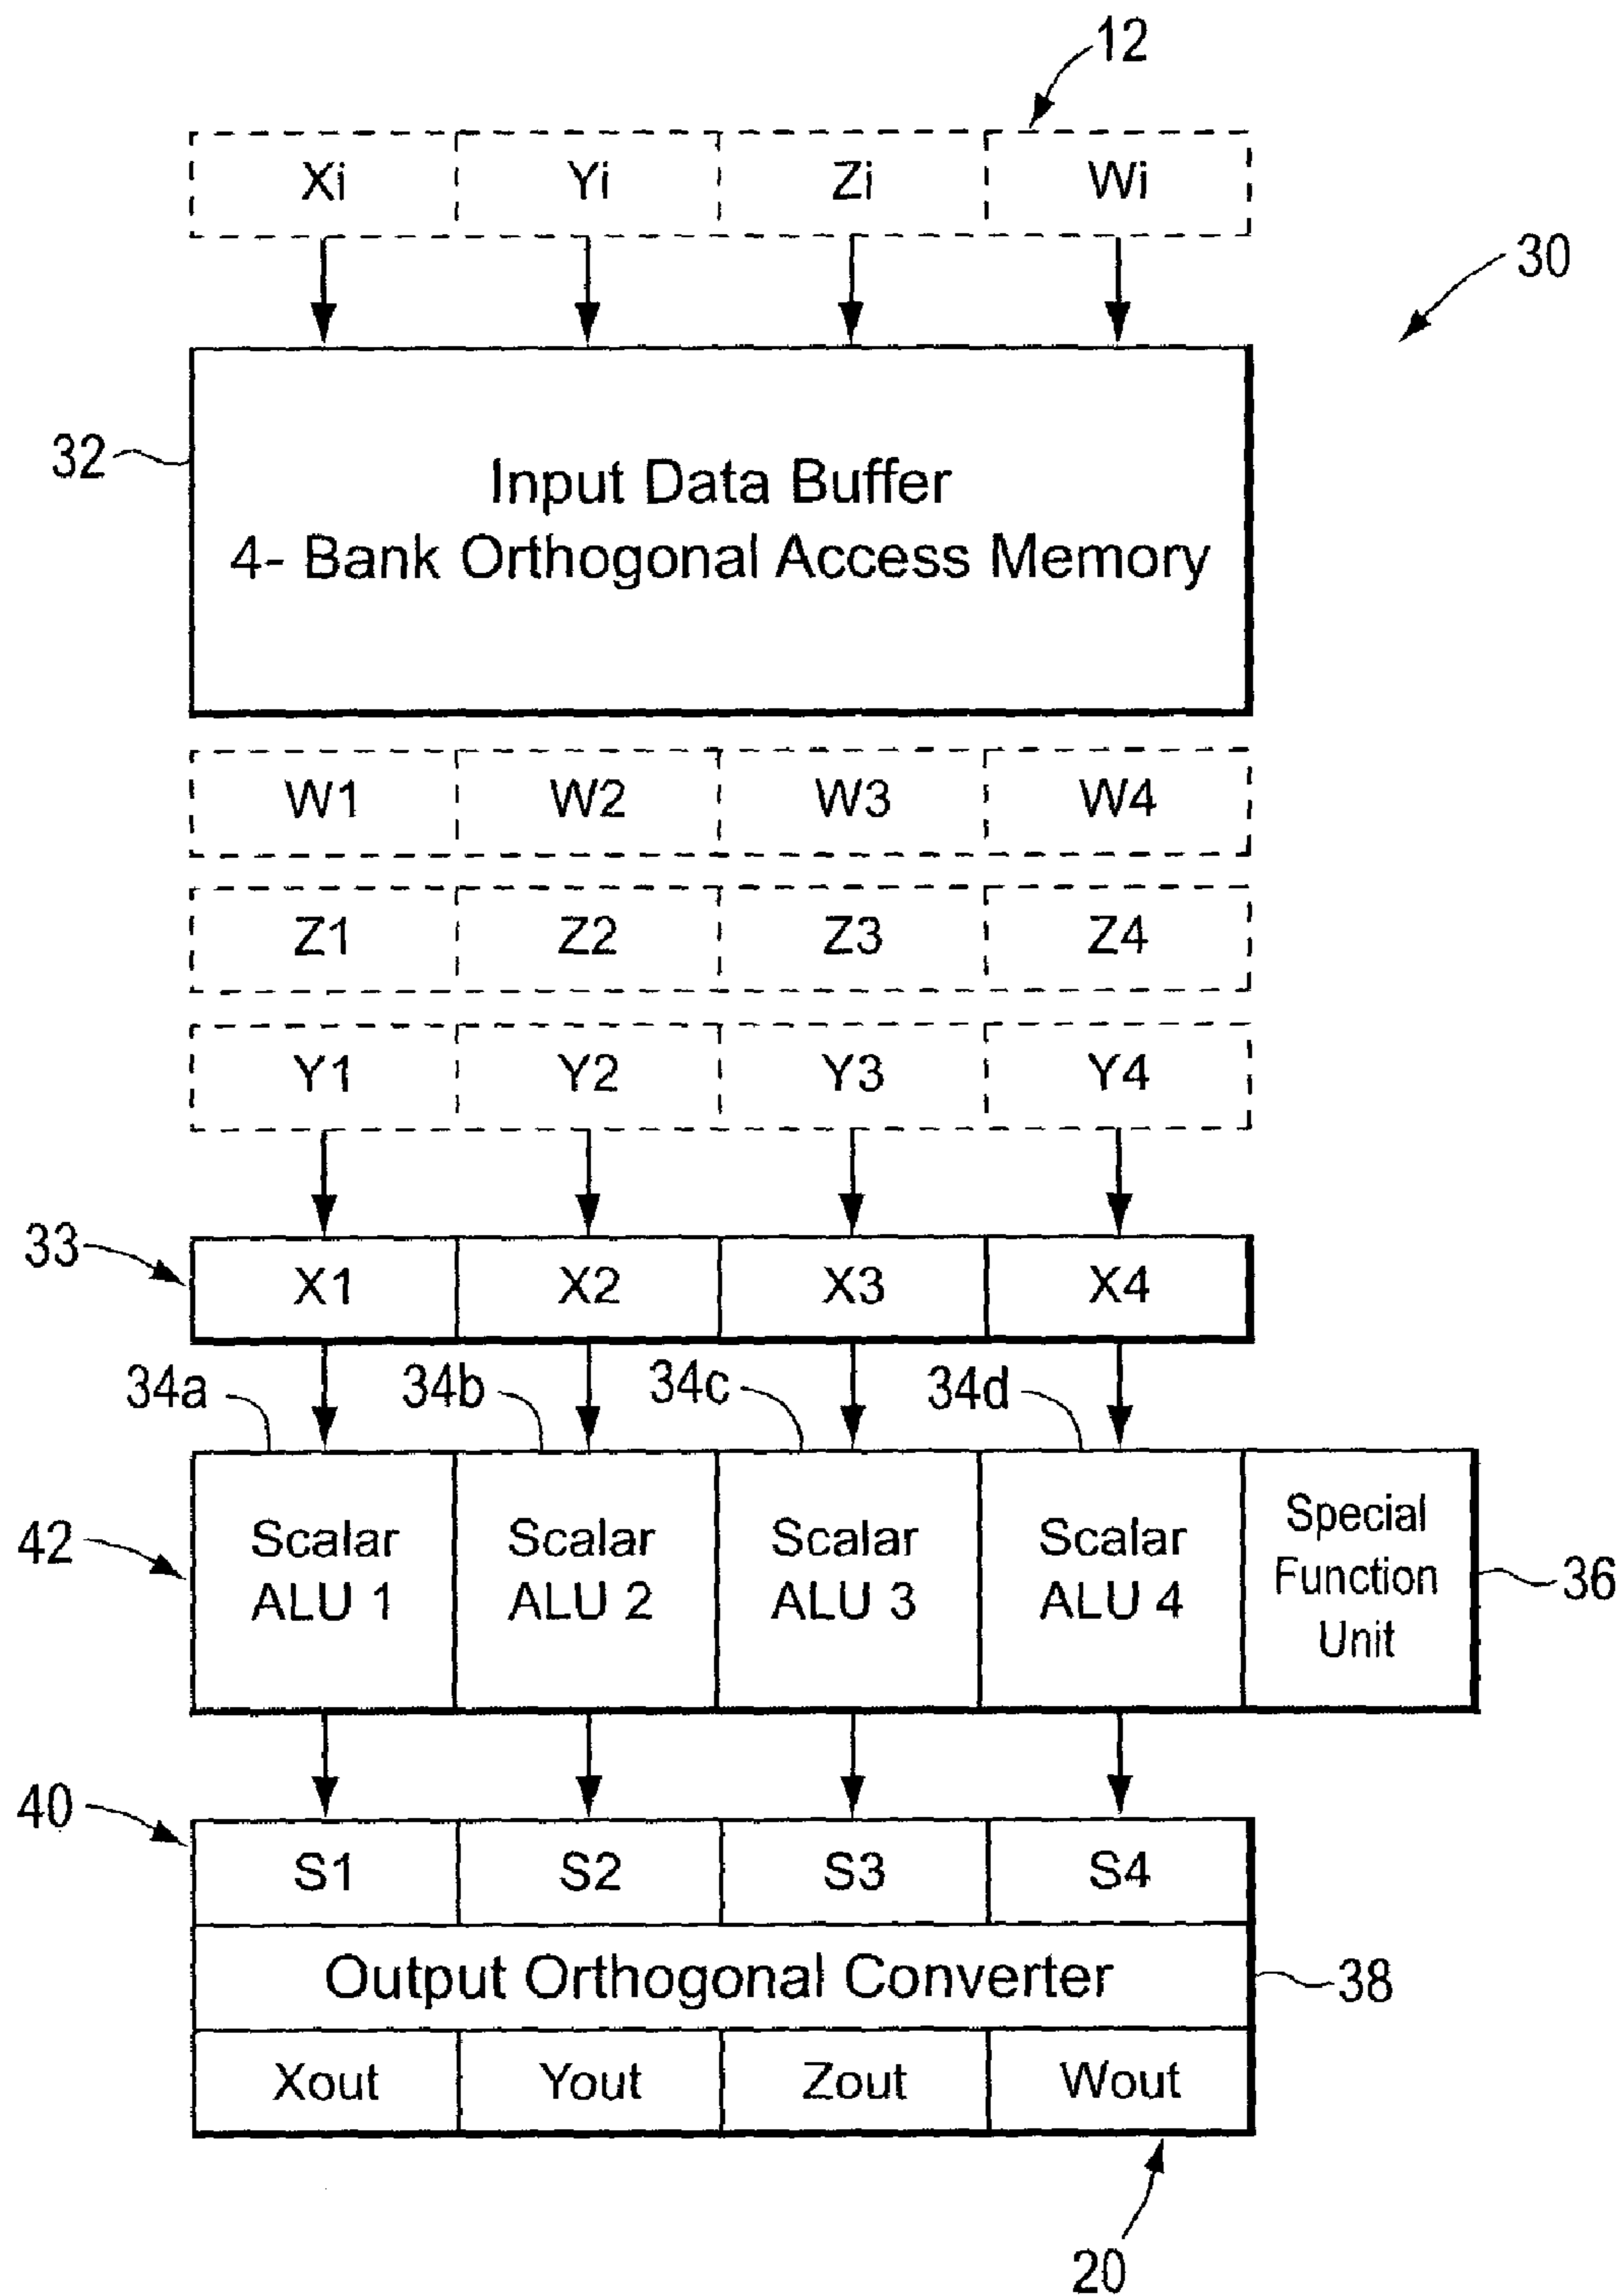 12
Xi Yi Zi Wi
30
32
Input Data Buffer
4- Bank Orthogonal Access Memory
W1 W2 W3 W4
Z1 Z2 Z3 Z4
Y1 Y2 Y3 Y4
33
X1 X2 X3 X4
34a 34b 34c 34d
42
Scalar ALU 1
Scalar ALU 2
Scalar ALU 3
Scalar ALU 4
Special
Function
Unit
36
40
S1 S2 S3 S4
Output Orthogonal Converter
38
Xout Yout Zout Wout
20